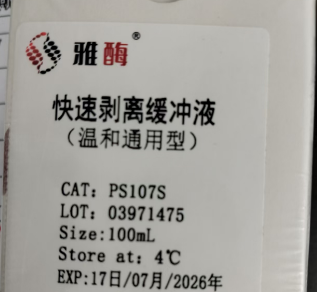 雅酶®
快速剥离缓冲液
（温和通用型）
CAT: PS107S
LOT: 03971475
Size:100mL
Store at: 4℃
EXP:17日/07月/2026年